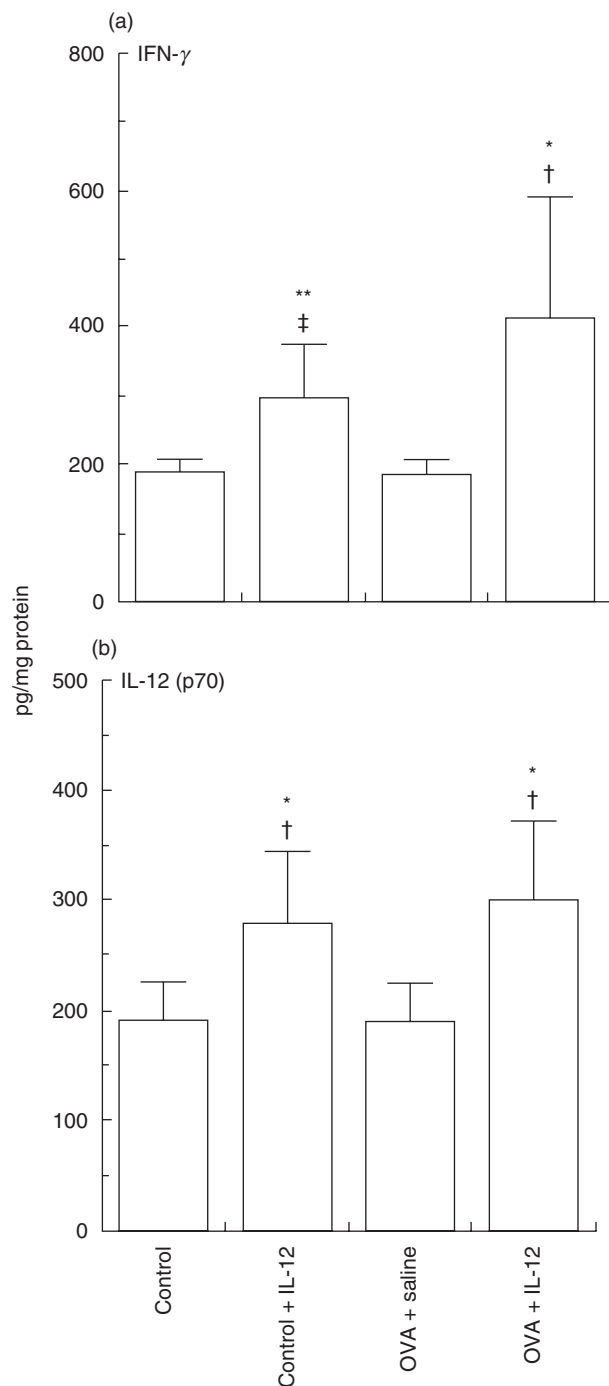 (a)
IFN-γ
800
600
400
200
0
*
†
**
‡
pg/mg protein
(b)
IL-12 (p70)
500
400
300
200
100
0
*
†
*
†
Control
Control + IL-12
OVA + saline
OVA + IL-12